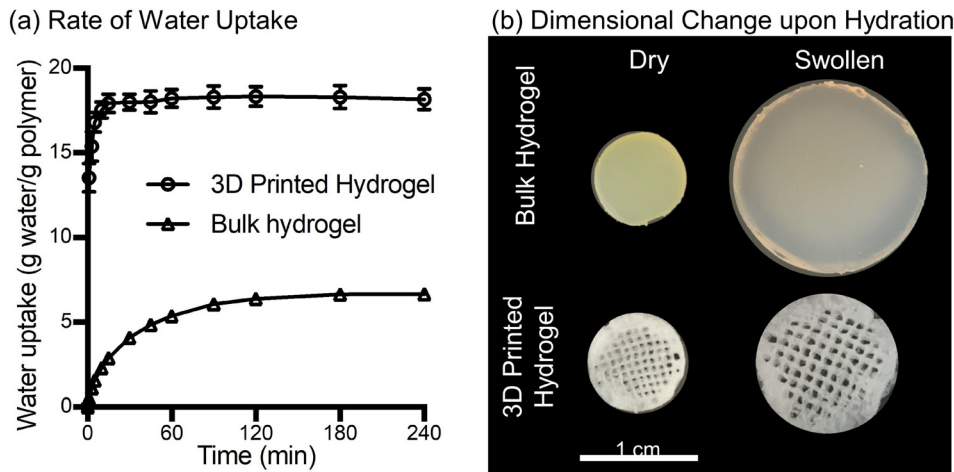 (a) Rate of Water Uptake
Water uptake (g water/g polymer)
20
15
10
5
0
3D Printed Hydrogel
Bulk hydrogel
0 60 120 180 240
Time (min)
(b) Dimensional Change upon Hydration
Dry Swollen
Bulk Hydrogel
3D Printed
Hydrogel
1 cm